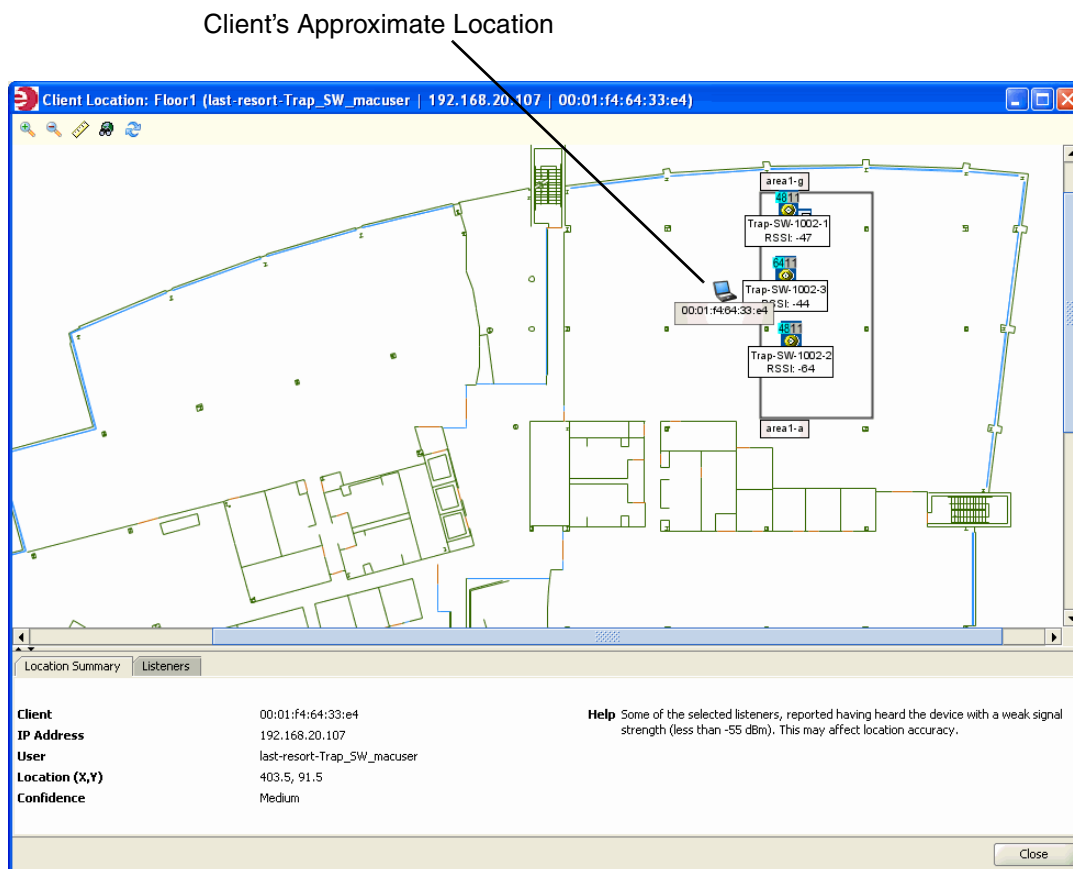 Client's Approximate Location
Client Location: Floor1 (last-resort-Trap_SW_macuser | 192.168.20.107 | 00:01:f4:64:33:e4)
area1-g
4811
Trap-SW-1002-1
RSSI: -47
6411
Trap-SW-1002-3
RSSI: -44
00:01:f4:64:33:e4
4811
Trap-SW-1002-2
RSSI: -64
area1-a
Location Summary
Listeners
Client 00:01:f4:64:33:e4
IP Address 192.168.20.107
User last-resort-Trap_SW_macuser
Location (X,Y) 403.5, 91.5
Confidence Medium
Help Some of the selected listeners, reported having heard the device with a weak signal
strength (less than -55 dBm). This may affect location accuracy.
Close